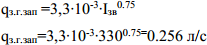 qз.г.зап =3,3·10-3·Iзв0.75
qз.г.зап=3,3·10-3·3300.75=0.256 л/с